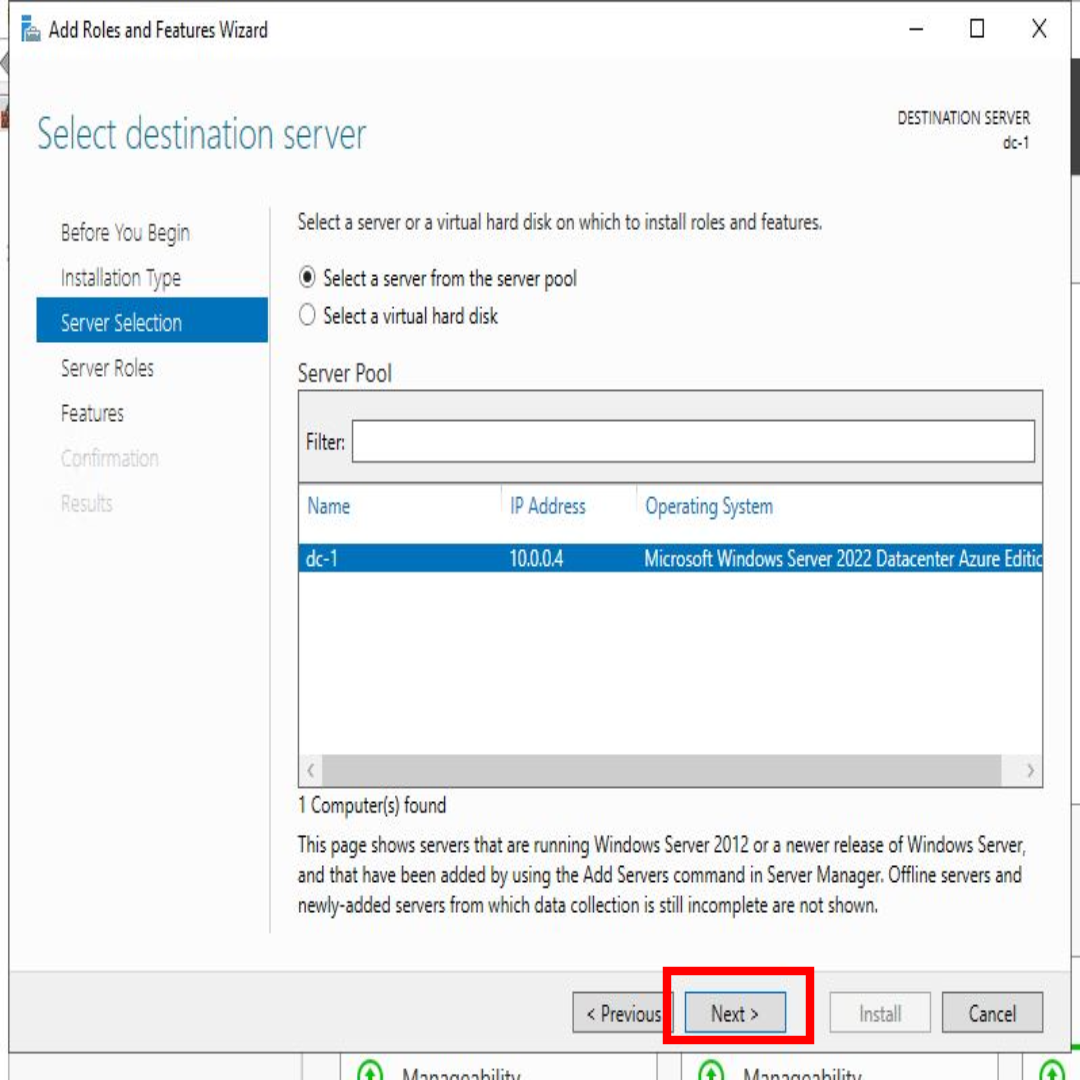 Add Roles and Features Wizard
Select destination server
DESTINATION SERVER
dc-1
Before You Begin
Installation Type
Server Selection
Server Roles
Features
Confirmation
Results
Select a server or a virtual hard disk on which to install roles and features.
Select a server from the server pool
Select a virtual hard disk
Server Pool
Filter:
Name IP Address Operating System
dc-1 10.0.0.4 Microsoft Windows Server 2022 Datacenter Azure Editic
1 Computer(s) found
This page shows servers that are running Windows Server 2012 or a newer release of Windows Server,
and that have been added by using the Add Servers command in Server Manager. Offline servers and
newly-added servers from which data collection is still incomplete are not shown.
< Previous Next > Install Cancel
Manageability Manageability